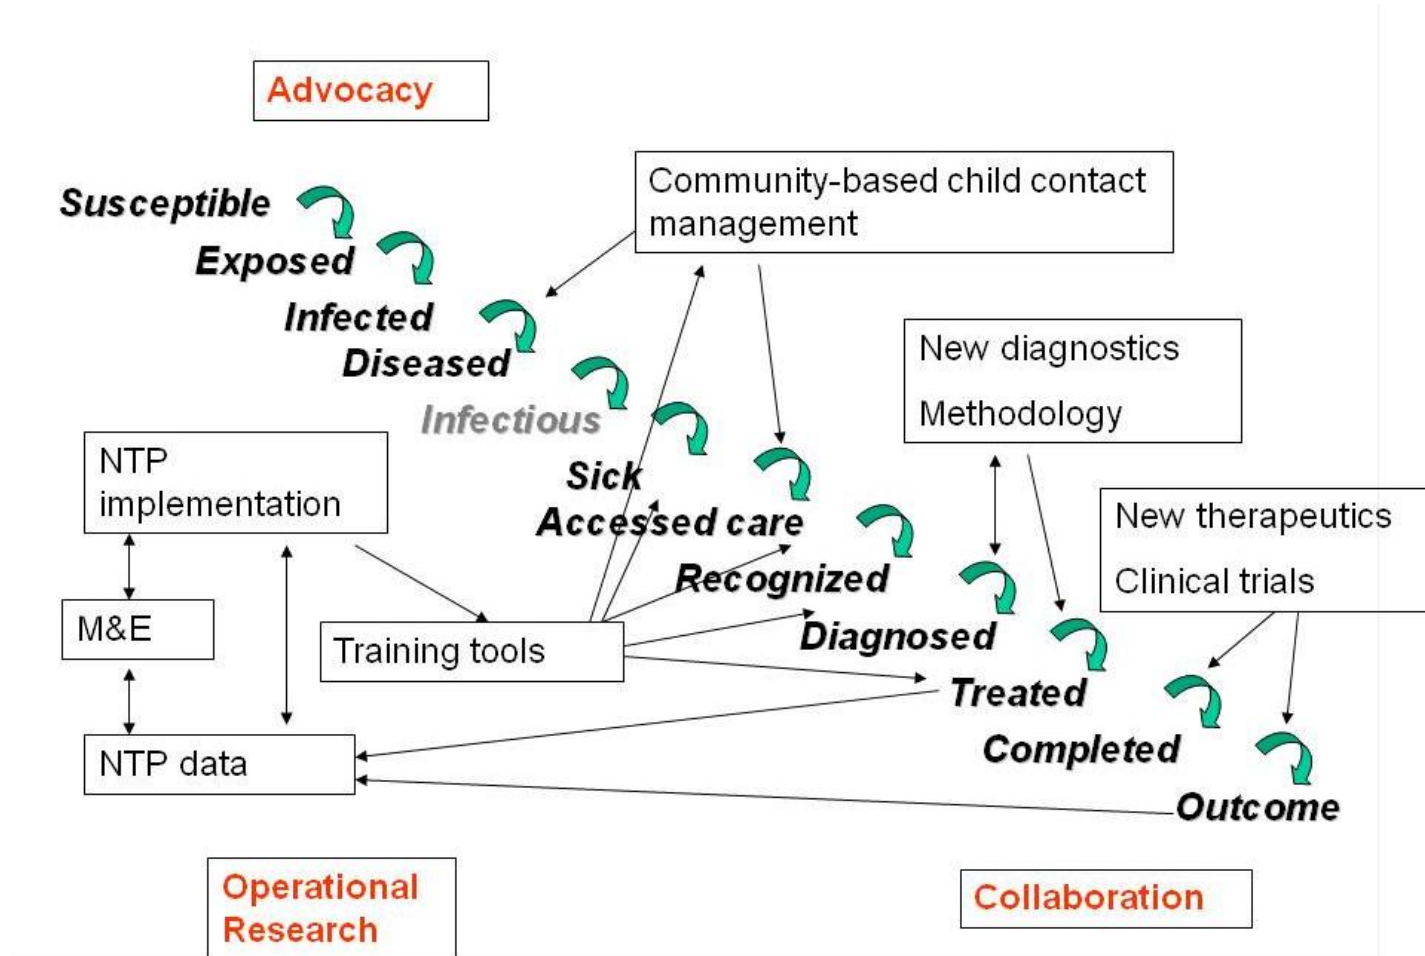 Advocacy
Community-based child contact
management
Susceptible
Exposed
Infected
Diseased
Infectious
Sick
Accessed care
Recognized
Diagnosed
Treated
Completed
Outcome
New diagnostics
Methodology
New therapeutics
Clinical trials
NTP
implementation
M&E
Training tools
NTP data
Operational
Research
Collaboration